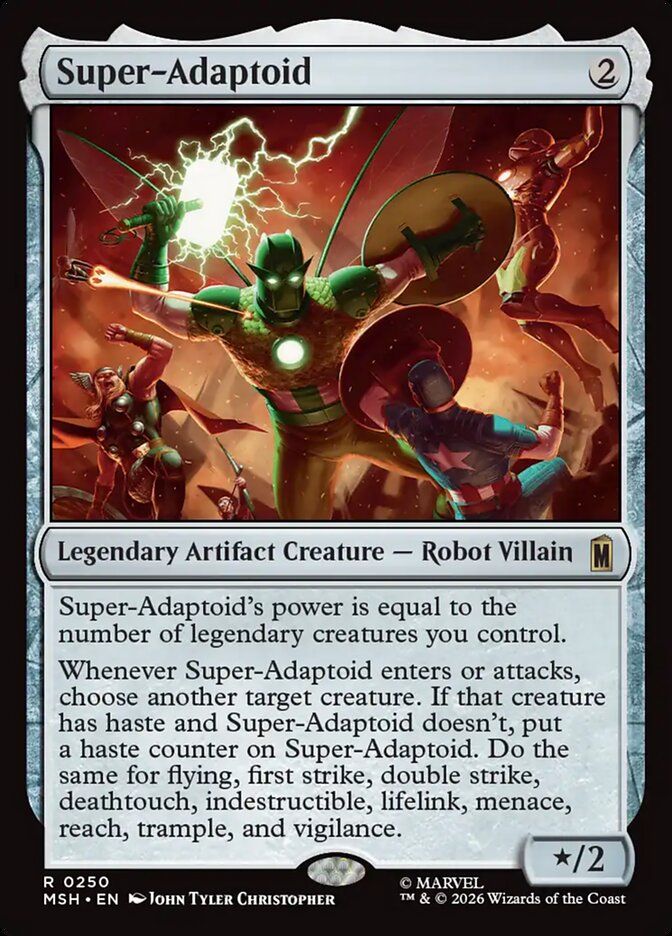 Super-Adaptoid 2
Legendary Artifact Creature — Robot Villain M
Super-Adaptoid's power is equal to the
number of legendary creatures you control.
Whenever Super-Adaptoid enters or attacks,
choose another target creature. If that creature
has haste and Super-Adaptoid doesn't, put
a haste counter on Super-Adaptoid. Do the
same for flying, first strike, double strike,
deathtouch, indestructible, lifelink, menace,
reach, trample, and vigilance.
★/2
R 0250
MSH • EN John Tyler Christopher
© MARVEL
™ & © 2026 Wizards of the Coast